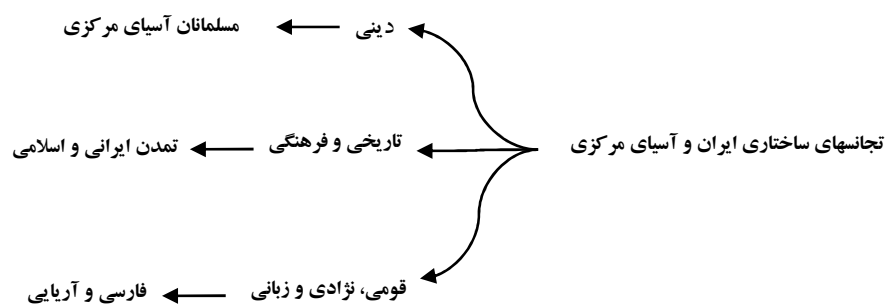 تجانسهای ساختاری ایران و آسیای مرکزی
دینی
مسلمانان آسیای مرکزی
تاریخی و فرهنگی
تمدن ایرانی و اسلامی
قومی، نژادی و زبانی
فارسی و آریایی